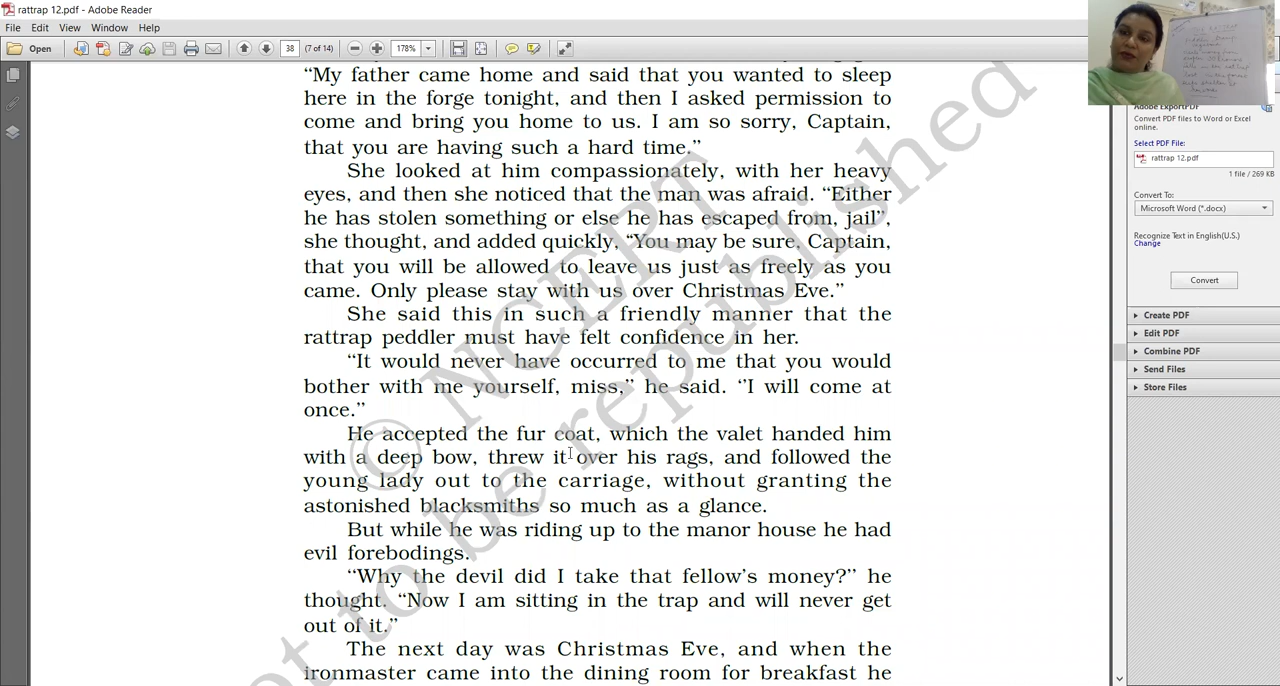 rattrap 12.pdf - Adobe Reader
File Edit View Window Help
Open 38 (7 of 14) 178%
"My father came home and said that you wanted to sleep
here in the forge tonight, and then I asked permission to
come and bring you home to us. I am so sorry, Captain,
that you are having such a hard time."
She looked at him compassionately, with her heavy
eyes, and then she noticed that the man was afraid. "Either
he has stolen something or else he has escaped from, jail",
she thought, and added quickly, "You may be sure, Captain,
that you will be allowed to leave us just as freely as you
came. Only please stay with us over Christmas Eve."
She said this in such a friendly manner that the
rattrap peddler must have felt confidence in her.
"It would never have occurred to me that you would
bother with me yourself, miss," he said. ''I will come at
once."
He accepted the fur coat, which the valet handed him
with a deep bow, threw it over his rags, and followed the
young lady out to the carriage, without granting the
astonished blacksmiths so much as a glance.
But while he was riding up to the manor house he had
evil forebodings.
''Why the devil did I take that fellow's money?'' he
thought. "Now I am sitting in the trap and will never get
out of it."
The next day was Christmas Eve, and when the
ironmaster came into the dining room for breakfast he
© NCERT
not to be republished
Adobe ExportPDF
Convert PDF files to Word or Excel
online.
Select PDF File:
rattrap 12.pdf
1 file / 269 KB
Convert To:
Microsoft Word (*.docx)
Recognize Text in English(U.S.)
Change
Convert
Create PDF
Edit PDF
Combine PDF
Send Files
Store Files